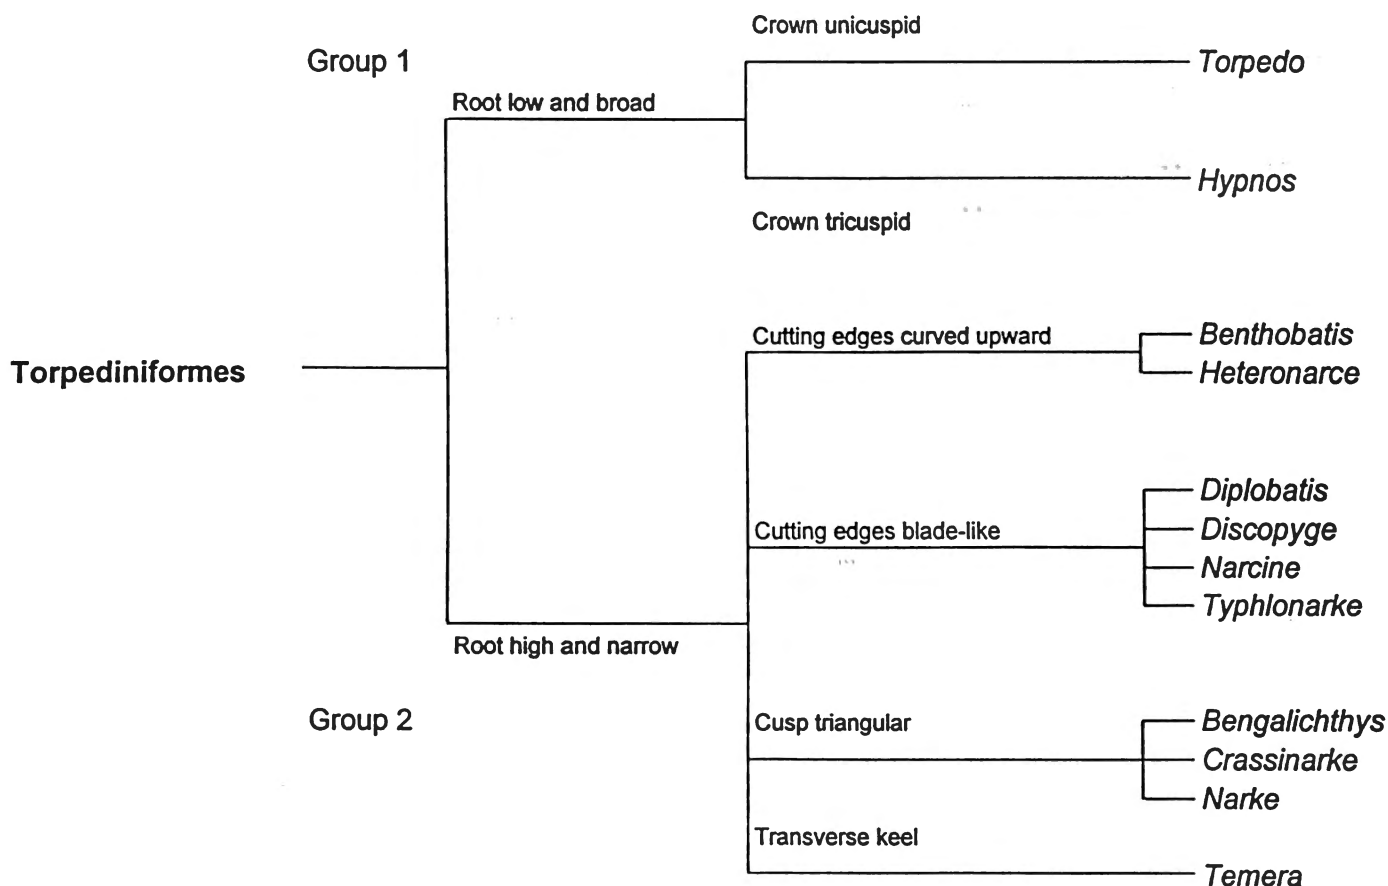 Crown unicuspid
Group 1
Torpedo
Root low and broad
Hypnos
Crown tricuspid
Cutting edges curved upward
Benthobatis
Heteronarce
Torpediniformes
Diplobatis
Cutting edges blade-like
Discopyge
Narcine
Typhlonarke
Root high and narrow
Group 2
Cusp triangular
Bengalichthys
Crassinarke
Narke
Transverse keel
Temera